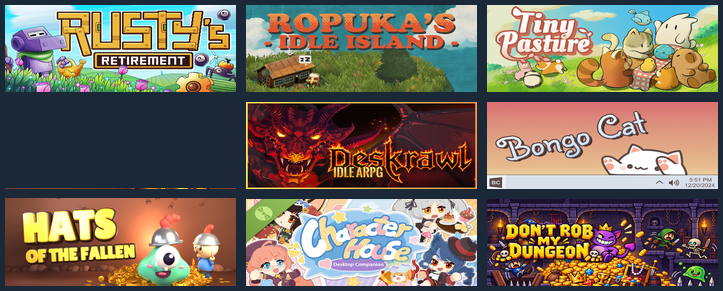 RUSTY's
RETIREMENT
ROPUKA'S
- IDLE ISLAND -
zZ
Tiny
Pasture
Deskrawl
IDLE ARPG
Bongo Cat
BC
5:51 PM
12/20/2024
HATS
OF THE FALLEN
Character
House
Desktop Companion
DON'T ROB
MY
DUNGEON